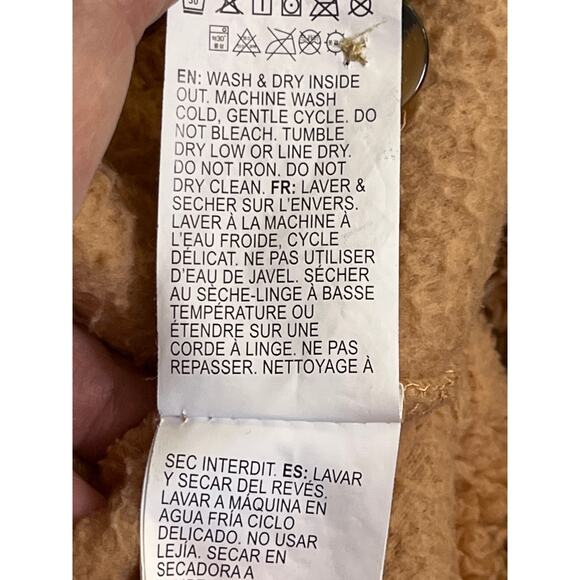 30
%30°
EN: WASH & DRY INSIDE
OUT. MACHINE WASH
COLD, GENTLE CYCLE. DO
NOT BLEACH. TUMBLE
DRY LOW OR LINE DRY.
DO NOT IRON. DO NOT
DRY CLEAN. FR: LAVER &
SECHER SUR L'ENVERS.
LAVER À LA MACHINE À
L'EAU FROIDE, CYCLE
DÉLICAT. NE PAS UTILISER
D'EAU DE JAVEL. SÉCHER
AU SÈCHE-LINGE À BASSE
TEMPÉRATURE OU
ÉTENDRE SUR UNE
CORDE À LINGE. NE PAS
REPASSER. NETTOYAGE À
SEC INTERDIT. ES: LAVAR
Y SECAR DEL REVÉS.
LAVAR A MÁQUINA EN
AGUA FRÍA CICLO
DELICADO. NO USAR
LEJÍA. SECAR EN
SECADORA A